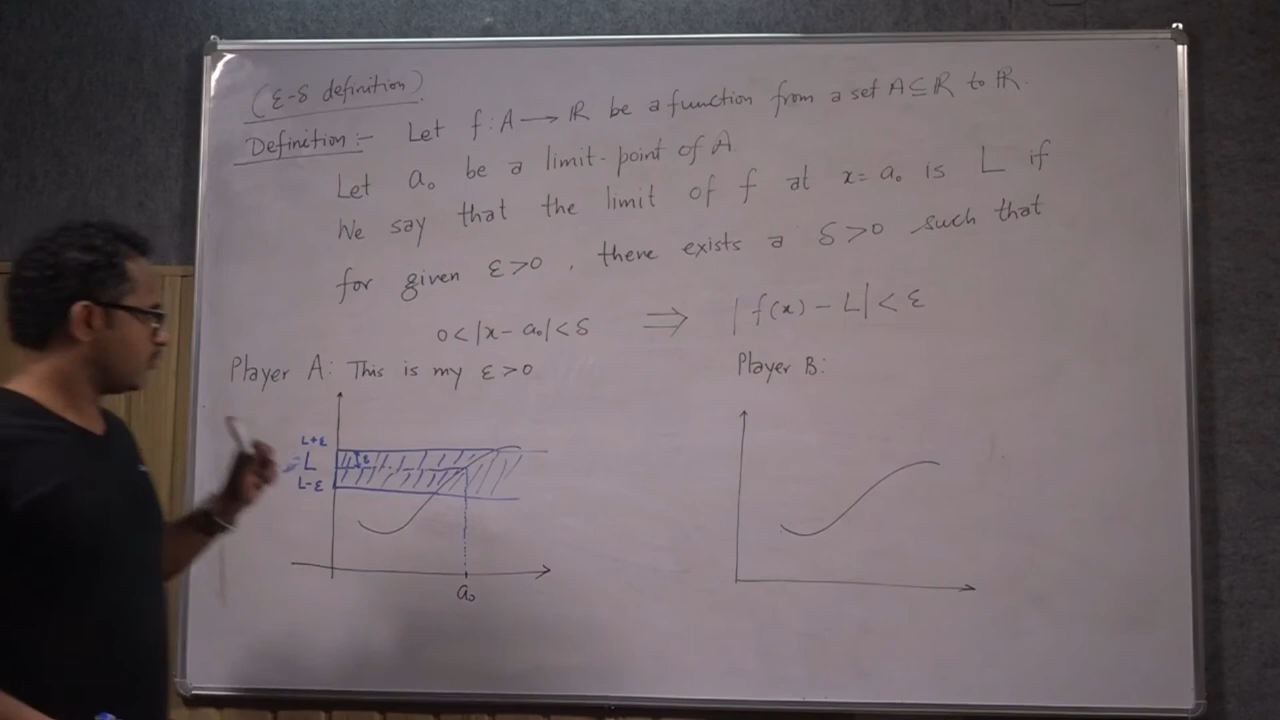 (ε-δ definition)
Definition :- Let f: A → ℝ be a function from a set A ⊆ ℝ to ℝ.
Let a₀ be a limit-point of A
We say that the limit of f at x = a₀ is L if
for given ε>0, there exists a δ>0 such that
0<|x-a₀|<δ ⟹ |f(x)-L|<ε
Player A: This is my ε>0
Player B:
L+ε
ε
L
L-ε
a₀